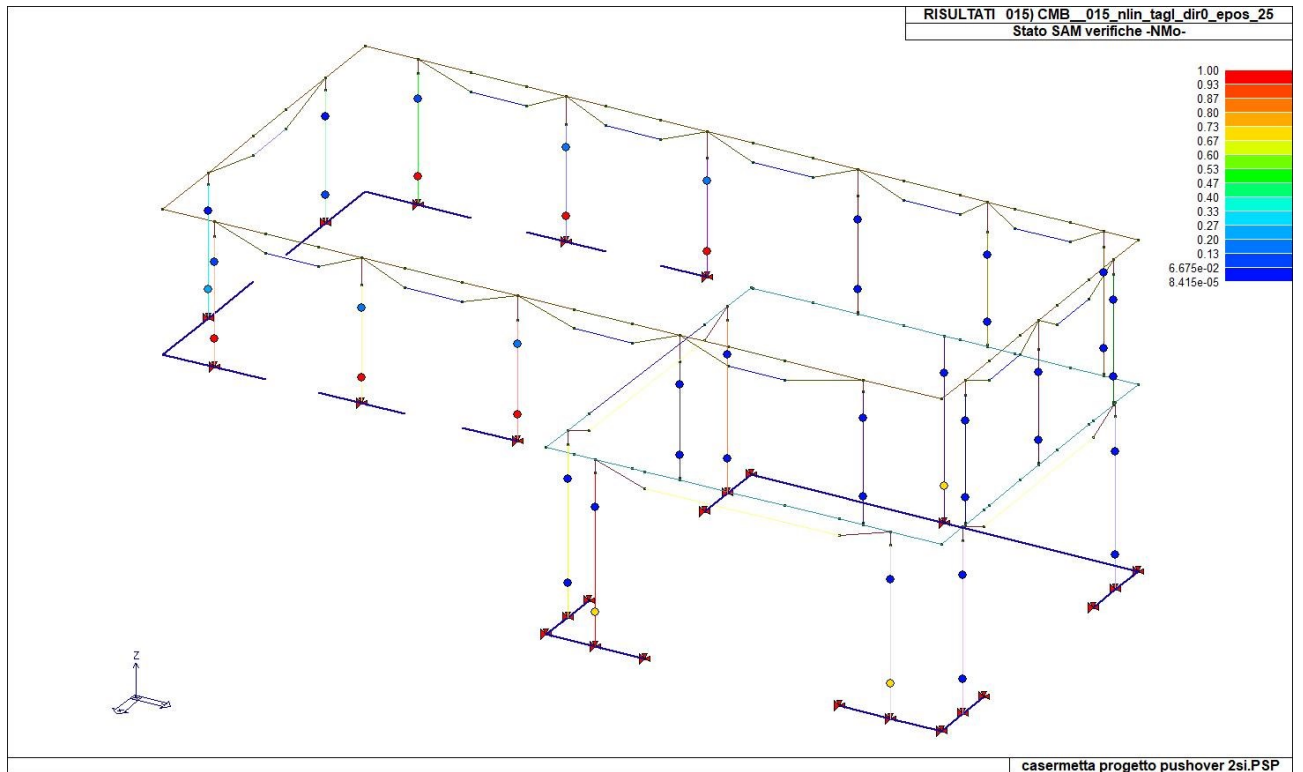 RISULTATI 015) CMB__015_nlin_tagl_dir0_epos_25
Stato SAM verifiche -NMo-
1.00
0.93
0.87
0.80
0.73
0.67
0.60
0.53
0.47
0.40
0.33
0.27
0.20
0.13
6.675e-02
8.415e-05
Z
casermetta progetto pushover 2si.PSP